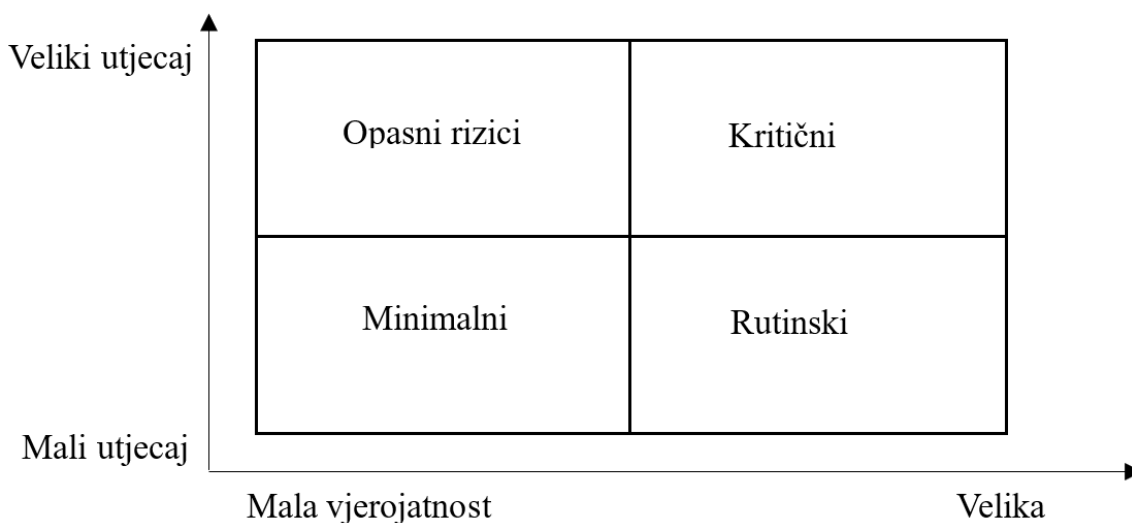 Veliki utjecaj
Opasni rizici
Kritični
Minimalni
Rutinski
Mali utjecaj
Mala vjerojatnost
Velika